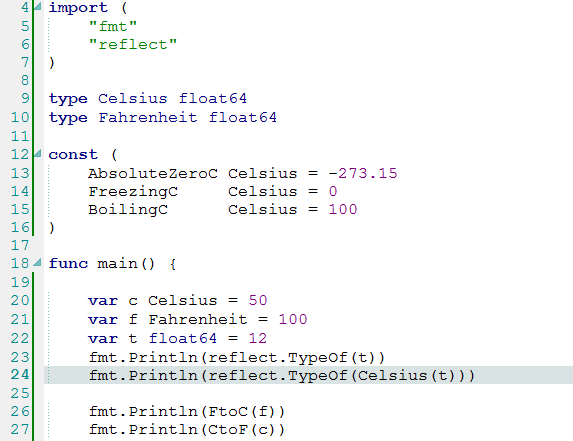 4 import (
5     "fmt"
6     "reflect"
7 )
8
9 type Celsius float64
10 type Fahrenheit float64
11
12 const (
13     AbsoluteZeroC Celsius = -273.15
14     FreezingC     Celsius = 0
15     BoilingC      Celsius = 100
16 )
17
18 func main() {
19
20     var c Celsius = 50
21     var f Fahrenheit = 100
22     var t float64 = 12
23     fmt.Println(reflect.TypeOf(t))
24     fmt.Println(reflect.TypeOf(Celsius(t)))
25
26     fmt.Println(FtoC(f))
27     fmt.Println(CtoF(c))